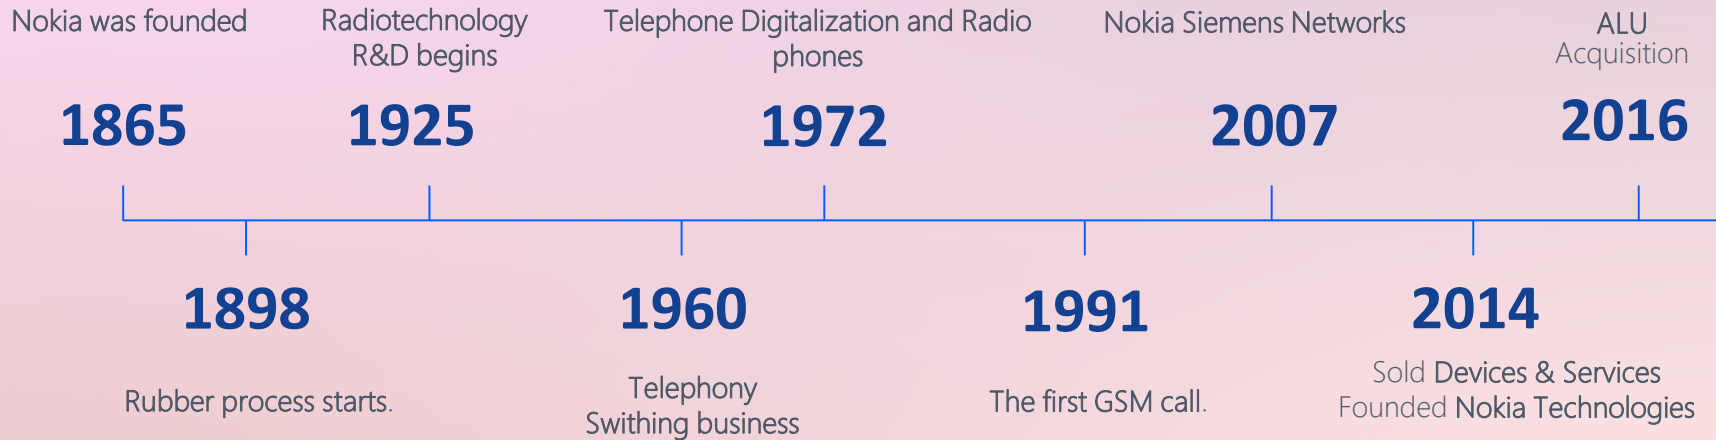 Nokia was founded
1865
Radiotechnology
R&D begins
1925
Telephone Digitalization and Radio
phones
1972
Nokia Siemens Networks
2007
ALU
Acquisition
2016
1898
Rubber process starts.
1960
Telephony
Swithing business
1991
The first GSM call.
2014
Sold Devices & Services
Founded Nokia Technologies